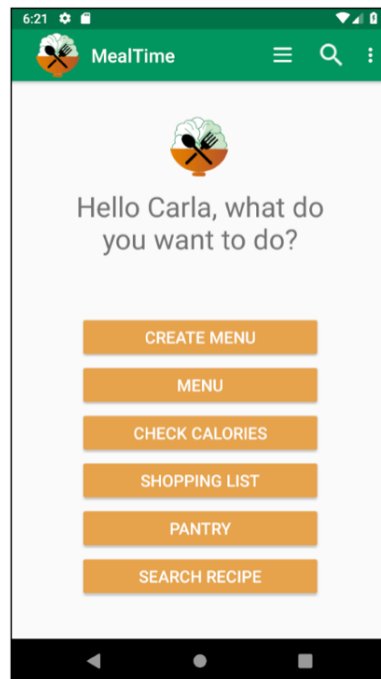 6:21
MealTime
Hello Carla, what do
you want to do?
CREATE MENU
MENU
CHECK CALORIES
SHOPPING LIST
PANTRY
SEARCH RECIPE